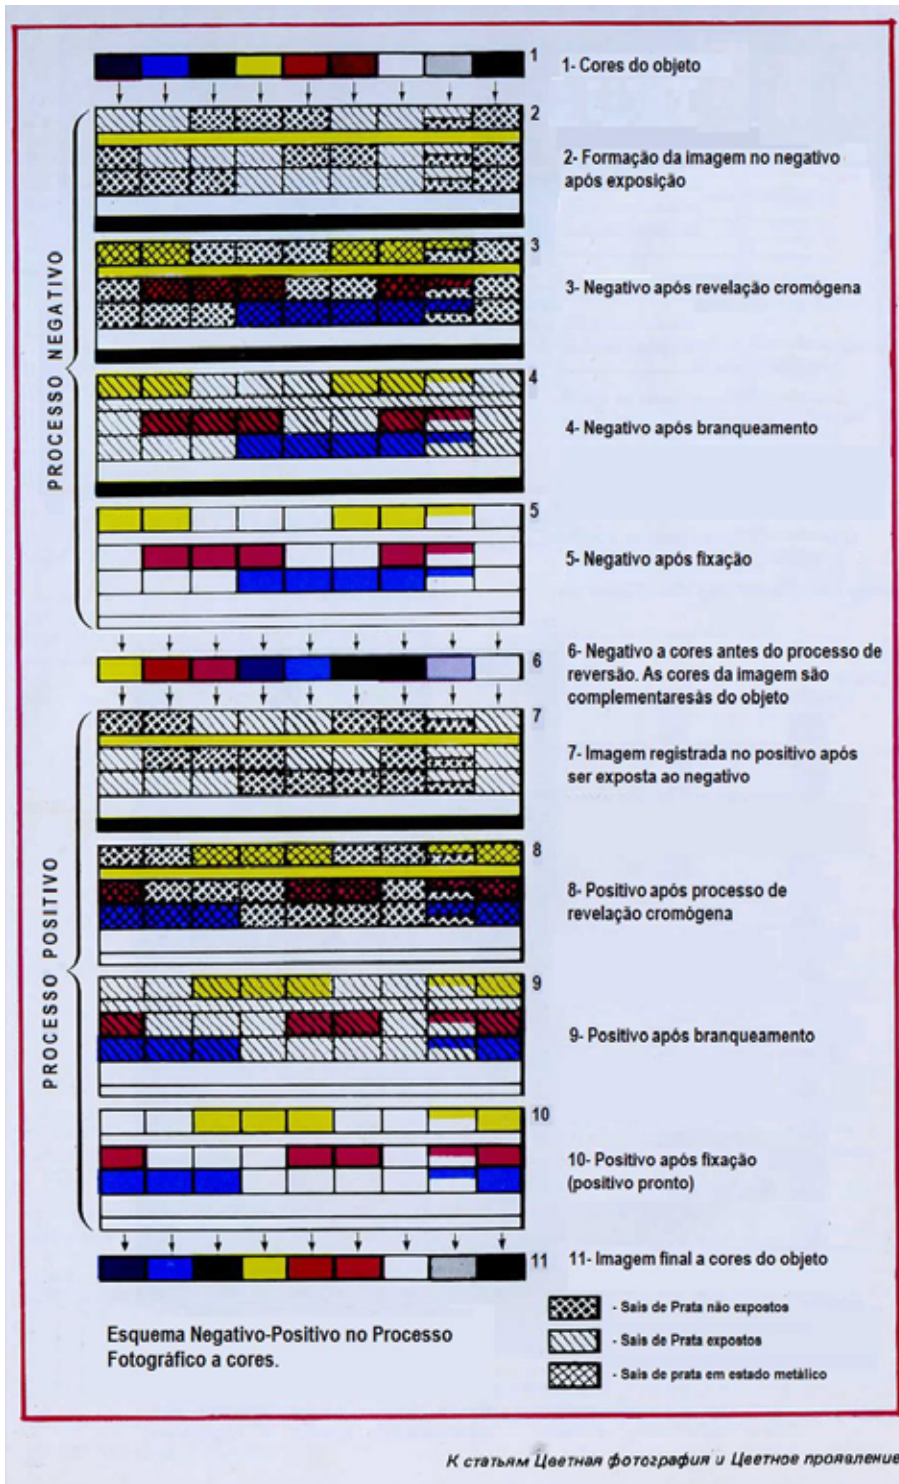 1
1- Cores do objeto
2
2- Formação da imagem no negativo
após exposição
3
3- Negativo após revelação cromógena
4
4- Negativo após branqueamento
5
5- Negativo após fixação
PROCESSO NEGATIVO
6
6- Negativo a cores antes do processo de
reversão. As cores da imagem são
complementaresàs do objeto
7
7- Imagem registrada no positivo após
ser exposta ao negativo
8
8- Positivo após processo de
revelação cromógena
9
9- Positivo após branqueamento
10
10- Positivo após fixação
(positivo pronto)
PROCESSO POSITIVO
11
11- Imagem final a cores do objeto
Esquema Negativo-Positivo no Processo
Fotográfico a cores.
- Sais de Prata não expostos
- Sais de Prata expostos
- Sais de prata em estado metálico
К статьям Цветная фотография и Цветное проявление